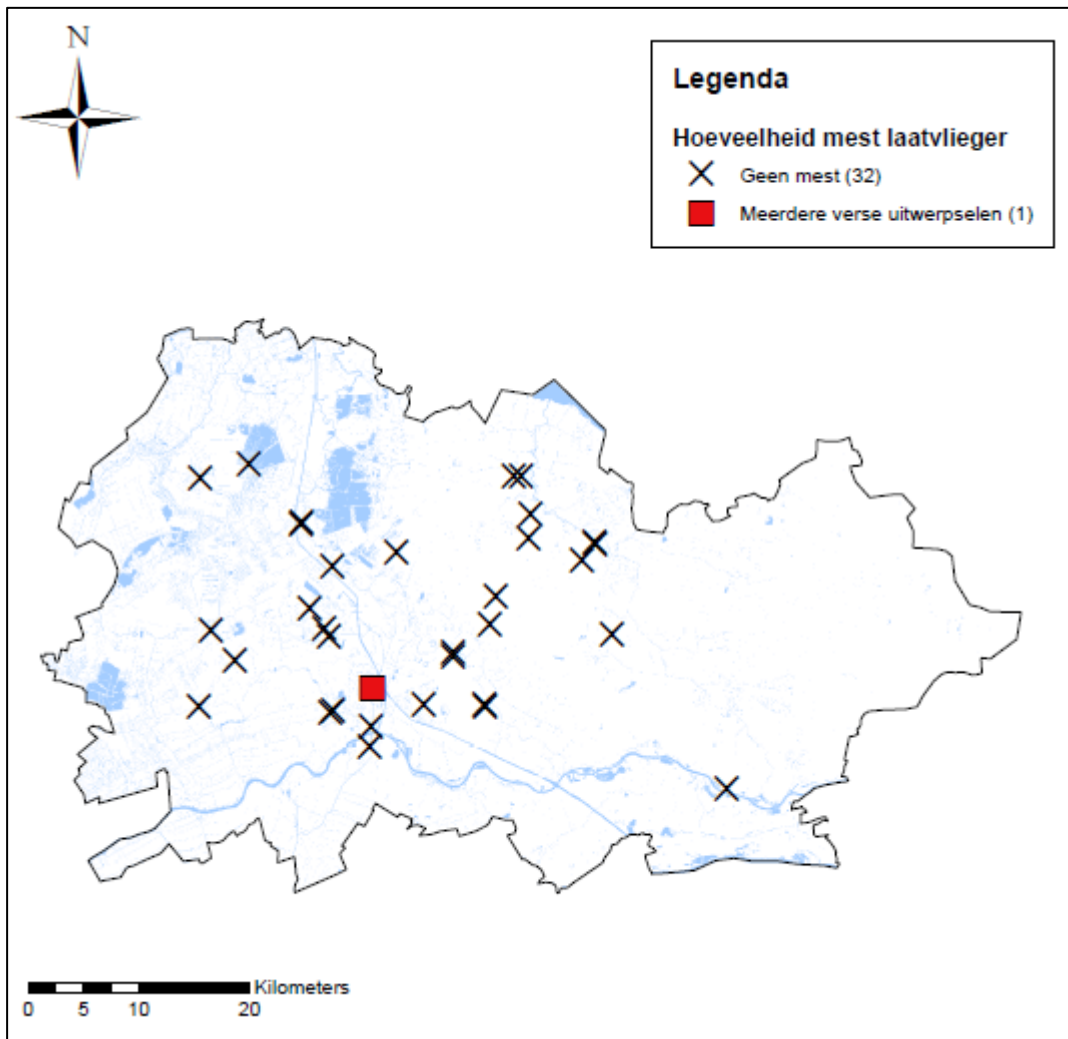 N
Legenda
Hoeveelheid mest laatvlieger
Geen mest (32)
Meerdere verse uitwerpselen (1)
Kilometers
0 5 10 20